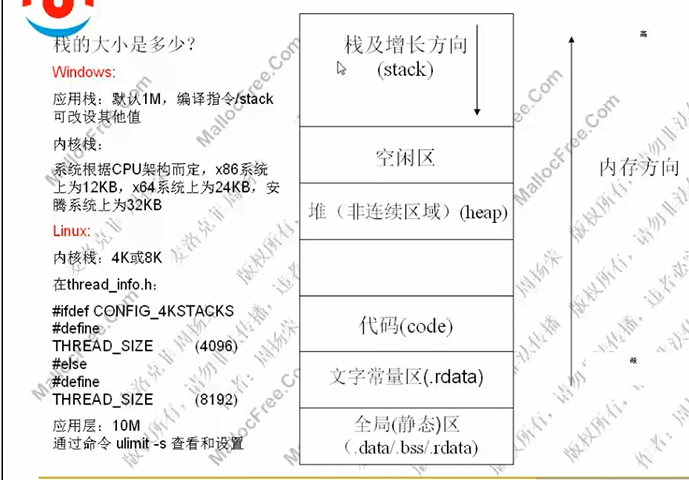 栈的大小是多少？
Windows:
应用栈：默认1M，编译指令/stack
可改设其他值
内核栈：
系统根据CPU架构而定，x86系统
上为12KB，x64系统上为24KB，安
腾系统上为32KB
Linux:
内核栈：4K或8K
在thread_info.h：
#ifdef CONFIG_4KSTACKS
#define
THREAD_SIZE (4096)
#else
#define
THREAD_SIZE (8192)
应用层：10M
通过命令 ulimit -s 查看和设置
栈及增长方向
(stack)
空闲区
堆（非连续区域）(heap)
代码(code)
文字常量区(.rdata)
全局(静态)区
（.data/.bss/.rdata）
高
内存方向
低
MallocFree.Com
麦洛克菲 周扬荣
版权所有，请勿非法传播，违者必究
作者：周扬荣